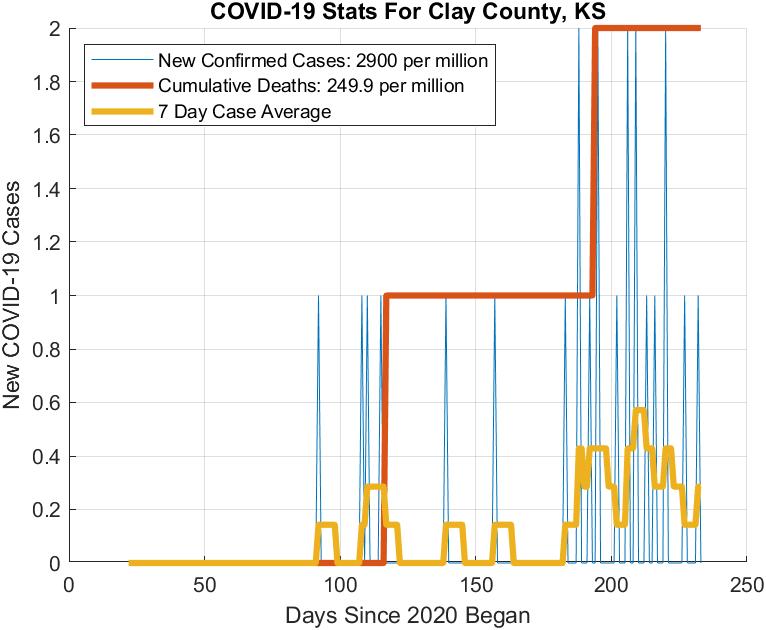 COVID-19 Stats For Clay County, KS
New Confirmed Cases: 2900 per million
Cumulative Deaths: 249.9 per million
7 Day Case Average
New COVID-19 Cases
2
1.8
1.6
1.4
1.2
1
0.8
0.6
0.4
0.2
0
0 50 100 150 200 250
Days Since 2020 Began